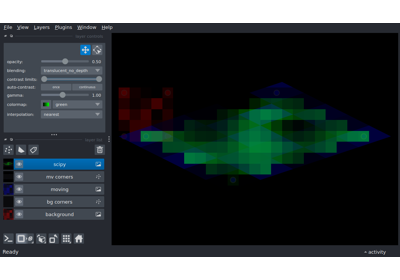 File View Layers Plugins Window Help
opacity: 0.50
blending: translucent_no_depth
contrast limits:
auto-contrast: once continuous
gamma: 1.00
colormap: green
interpolation: nearest
scipy
mv corners
moving
bg corners
background
Ready
activity